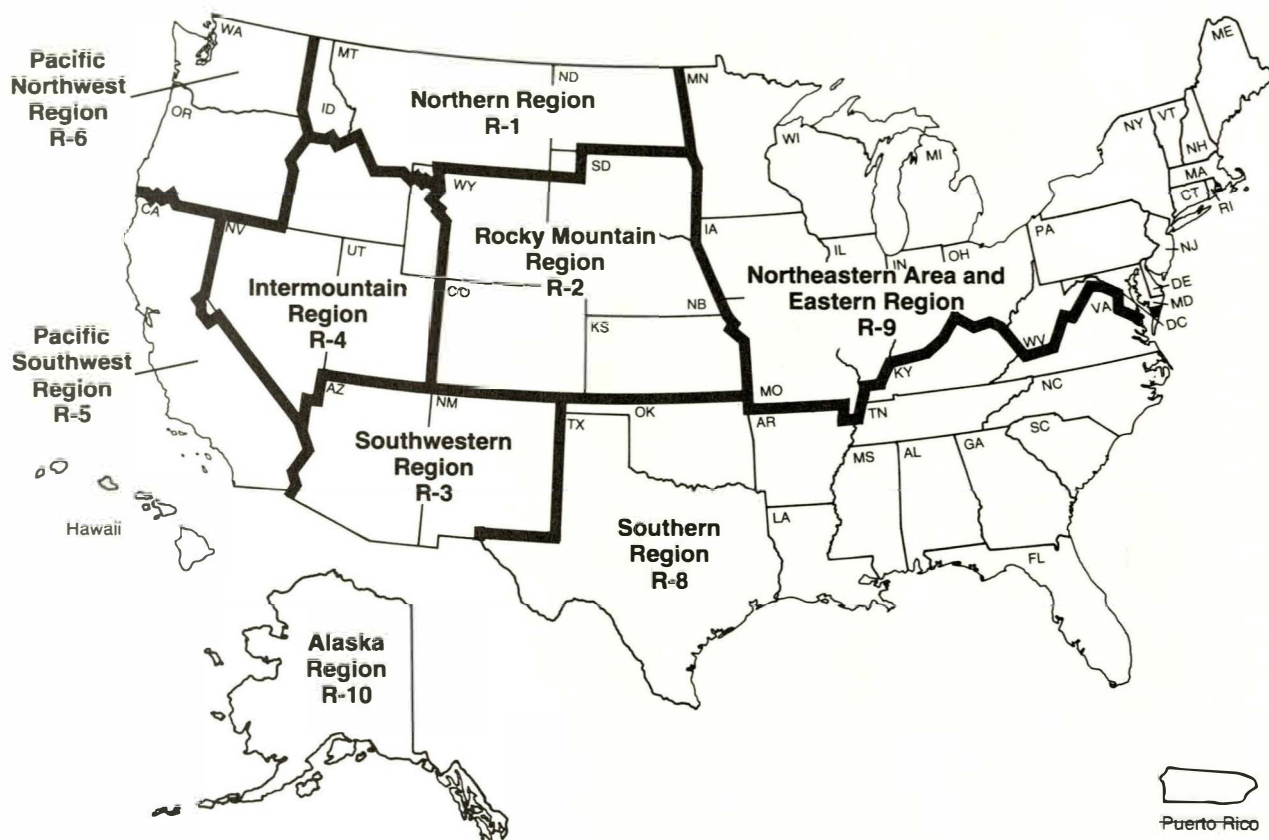 WA
Pacific
Northwest
Region
R-6
OR
MT
ID
ND
Northern Region
R-1
MN
SD
WY
WI
MI
NY
VT
NH
ME
MA
CT
RI
CA
NV
UT
Rocky Mountain
Region
R-2
CO
NB
KS
IA
IL
IN
OH
PA
NJ
DE
MD
DC
VA
WV
Northeastern Area and
Eastern Region
R-9
Intermountain
Region
R-4
Pacific
Southwest
Region
R-5
MO
KY
AZ
NM
Southwestern
Region
R-3
TX
OK
AR
TN
NC
SC
MS
AL
GA
LA
FL
Southern
Region
R-8
Hawaii
Alaska
Region
R-10
Puerto Rico